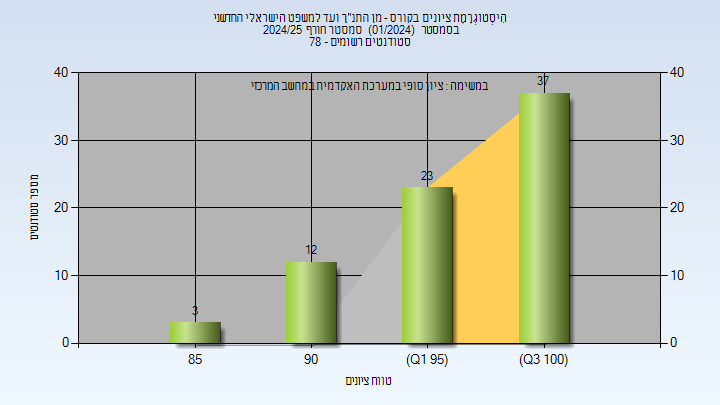 היסטוגרמת ציונים בקורס - מן התנ"ך ועד למשפט הישראלי החדשני
בסמסטר (01/2024) סמסטר חורף 2024/25
סטודנטים רשומים - 78
במשימה : ציון סופי במערכת האקדמית במחשב המרכזי
מספר סטודנטים
40
30
20
10
0
40
30
20
10
0
3
12
23
37
85
90
(Q1 95)
(Q3 100)
טווח ציונים